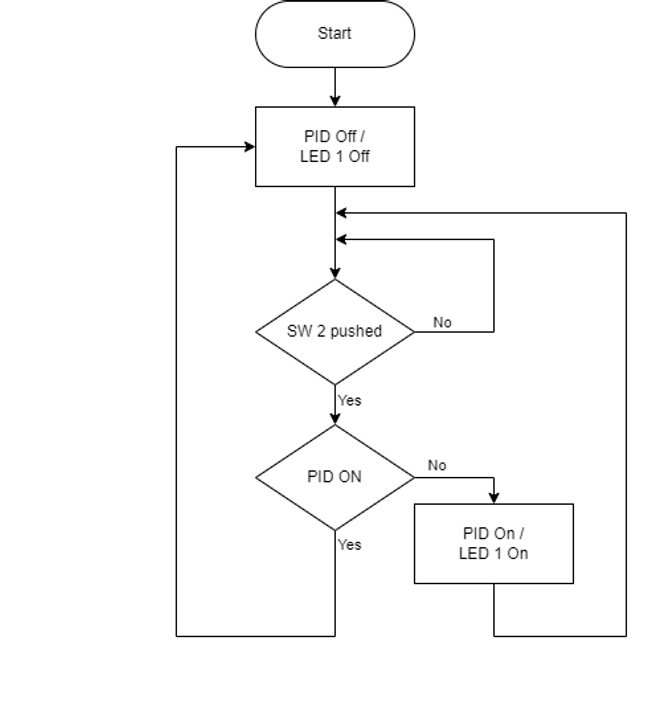 Start
PID Off /
LED 1 Off
SW 2 pushed
No
Yes
PID ON
No
PID On /
LED 1 On
Yes